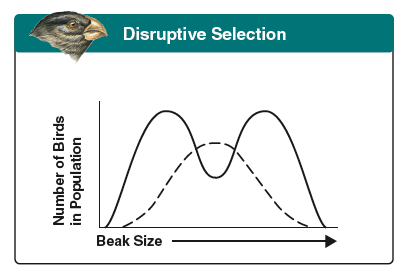 Disruptive Selection
Number of Birds
in Population
Beak Size